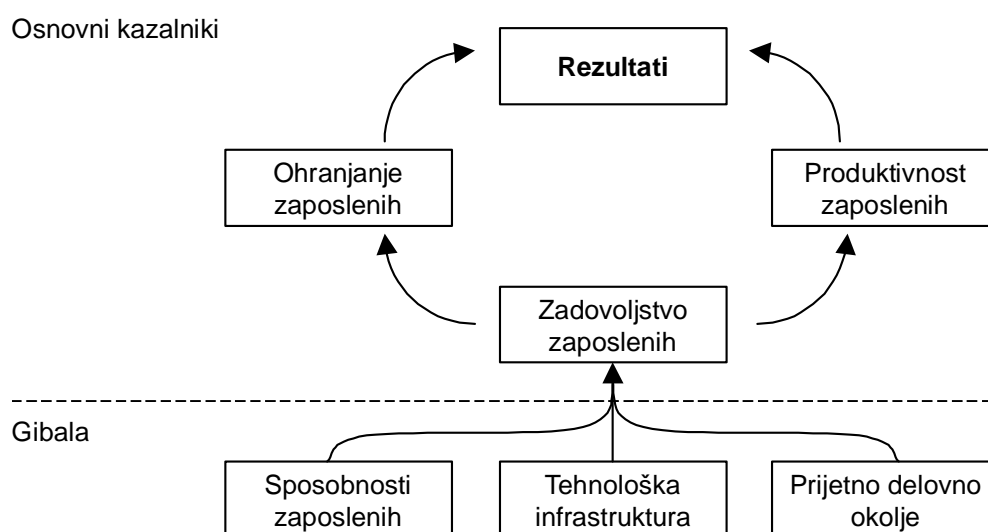 Osnovni kazalniki
Rezultati
Ohranjanje
zaposlenih
Produktivnost
zaposlenih
Zadovoljstvo
zaposlenih
Gibala
Sposobnosti
zaposlenih
Tehnološka
infrastruktura
Prijetno delovno
okolje